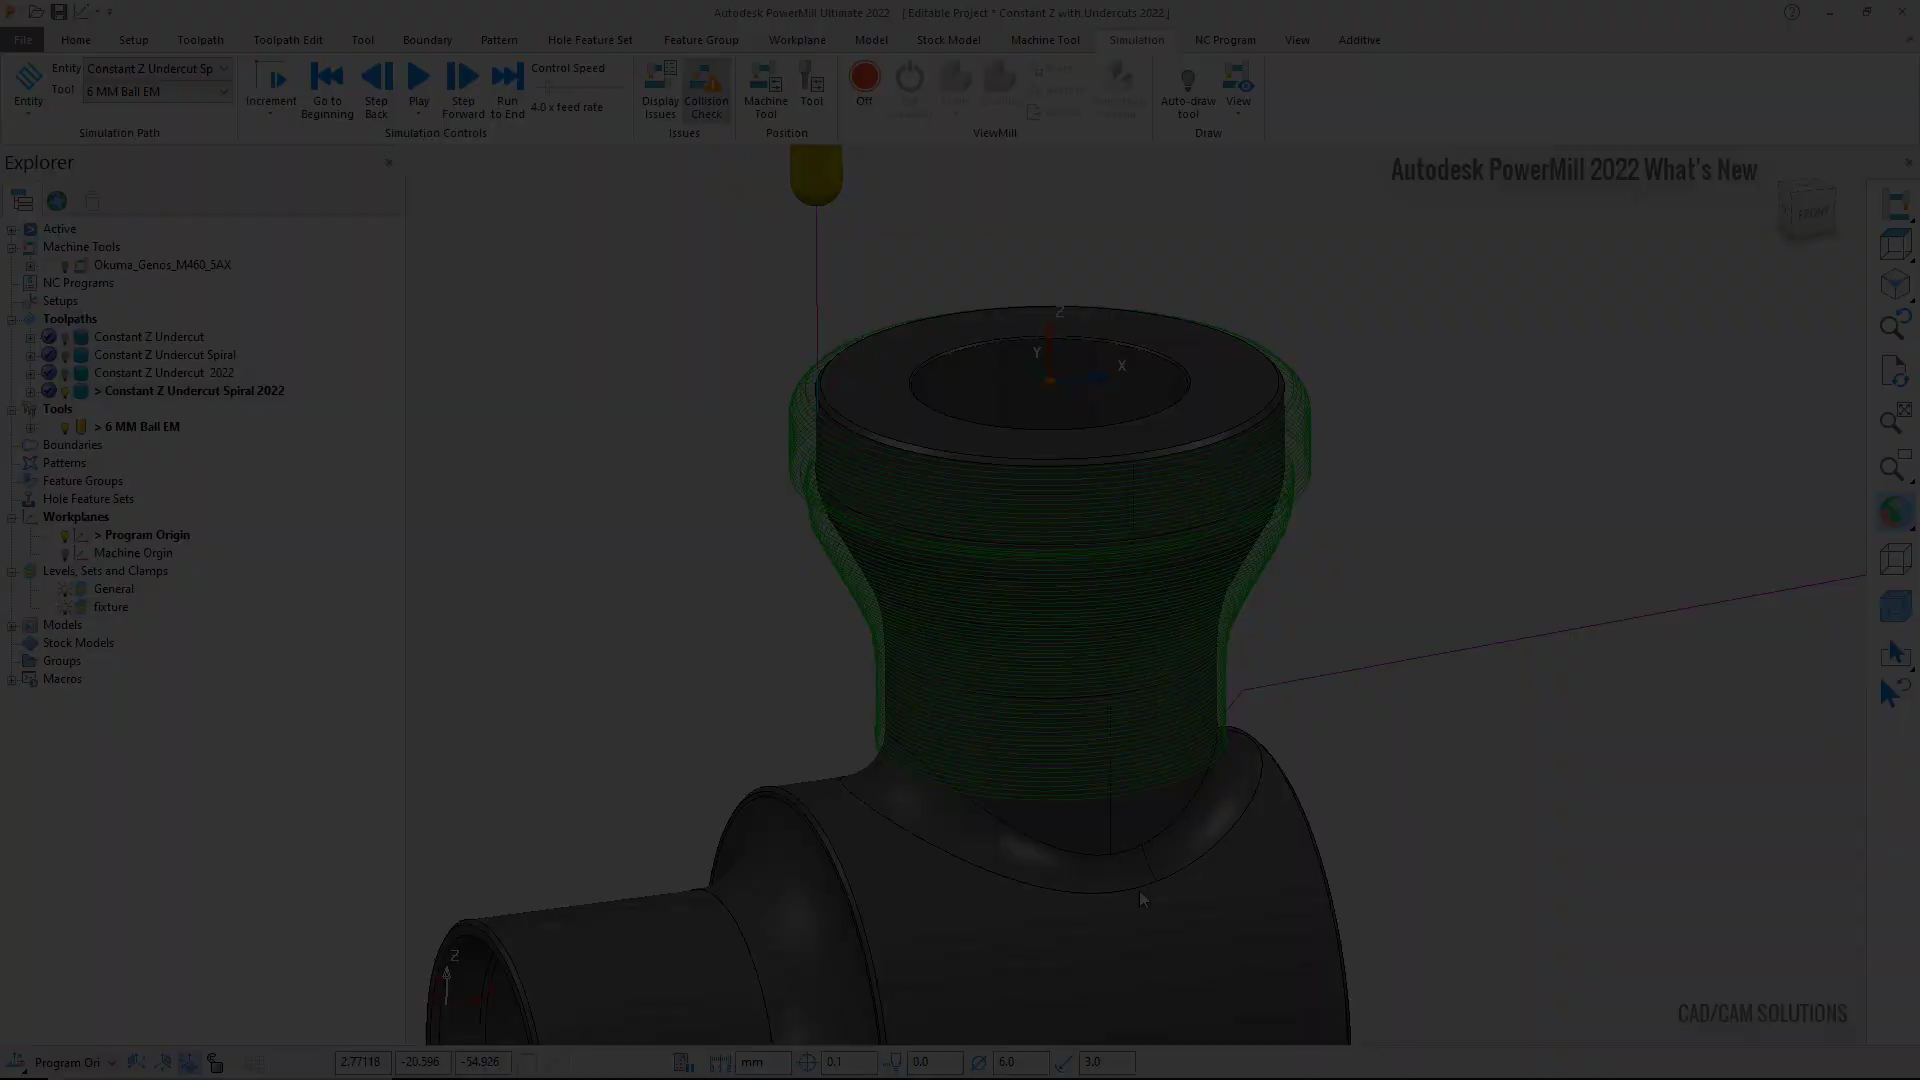 Autodesk PowerMill Ultimate 2022 [ Editable Project * Constant Z with Undercuts 2022 ]
File Home Setup Toolpath Toolpath Edit Tool Boundary Pattern Hole Feature Set Feature Group Workplane Model Stock Model Machine Tool Simulation NC Program View Additive
Entity Constant Z Undercut Sp
Tool 6 MM Ball EM
Control Speed
4.0 x feed rate
Entity
Increment
Go to Beginning
Step Back
Play
Step Forward
Run to End
Display Issues
Collision Check
Machine Tool
Tool
Off
Auto-draw tool
View
Simulation Path
Simulation Controls
Issues
Position
ViewMill
Draw
Explorer
Autodesk PowerMill 2022 What's New
FRONT
Active
Machine Tools
Okuma_Genos_M460_5AX
NC Programs
Setups
Toolpaths
Constant Z Undercut
Constant Z Undercut Spiral
Constant Z Undercut 2022
> Constant Z Undercut Spiral 2022
Tools
> 6 MM Ball EM
Boundaries
Patterns
Feature Groups
Hole Feature Sets
Workplanes
> Program Origin
Machine Orgin
Levels, Sets and Clamps
General
fixture
Models
Stock Models
Groups
Macros
Z
Y
X
Z
CAD/CAM SOLUTIONS
Program Ori 2.77118 -20.596 -54.926 mm 0.1 0.0 6.0 3.0